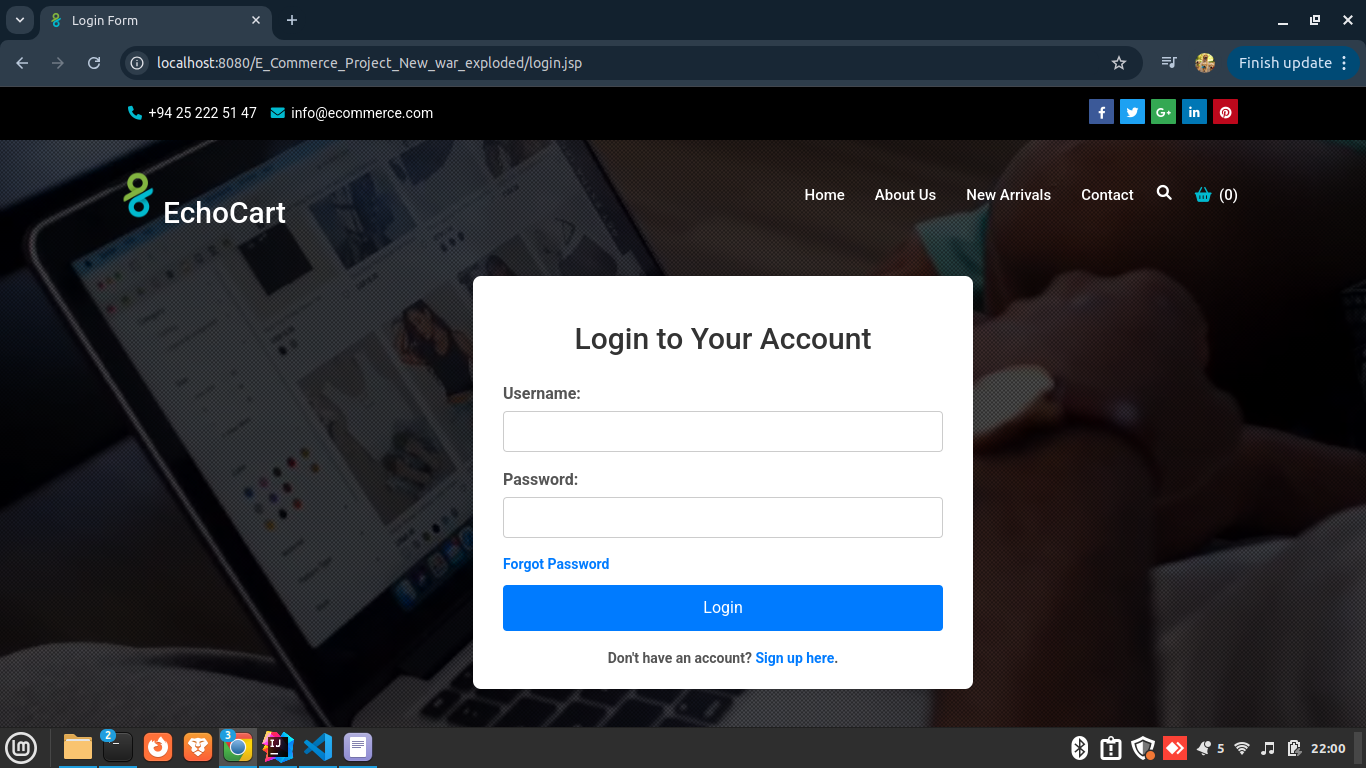 Login Form
localhost:8080/E_Commerce_Project_New_war_exploded/login.jsp
Finish update
+94 25 222 51 47 info@ecommerce.com
EchoCart
Home About Us New Arrivals Contact (0)
Login to Your Account
Username:
Password:
Forgot Password
Login
Don't have an account? Sign up here.
2 3 5 22:00